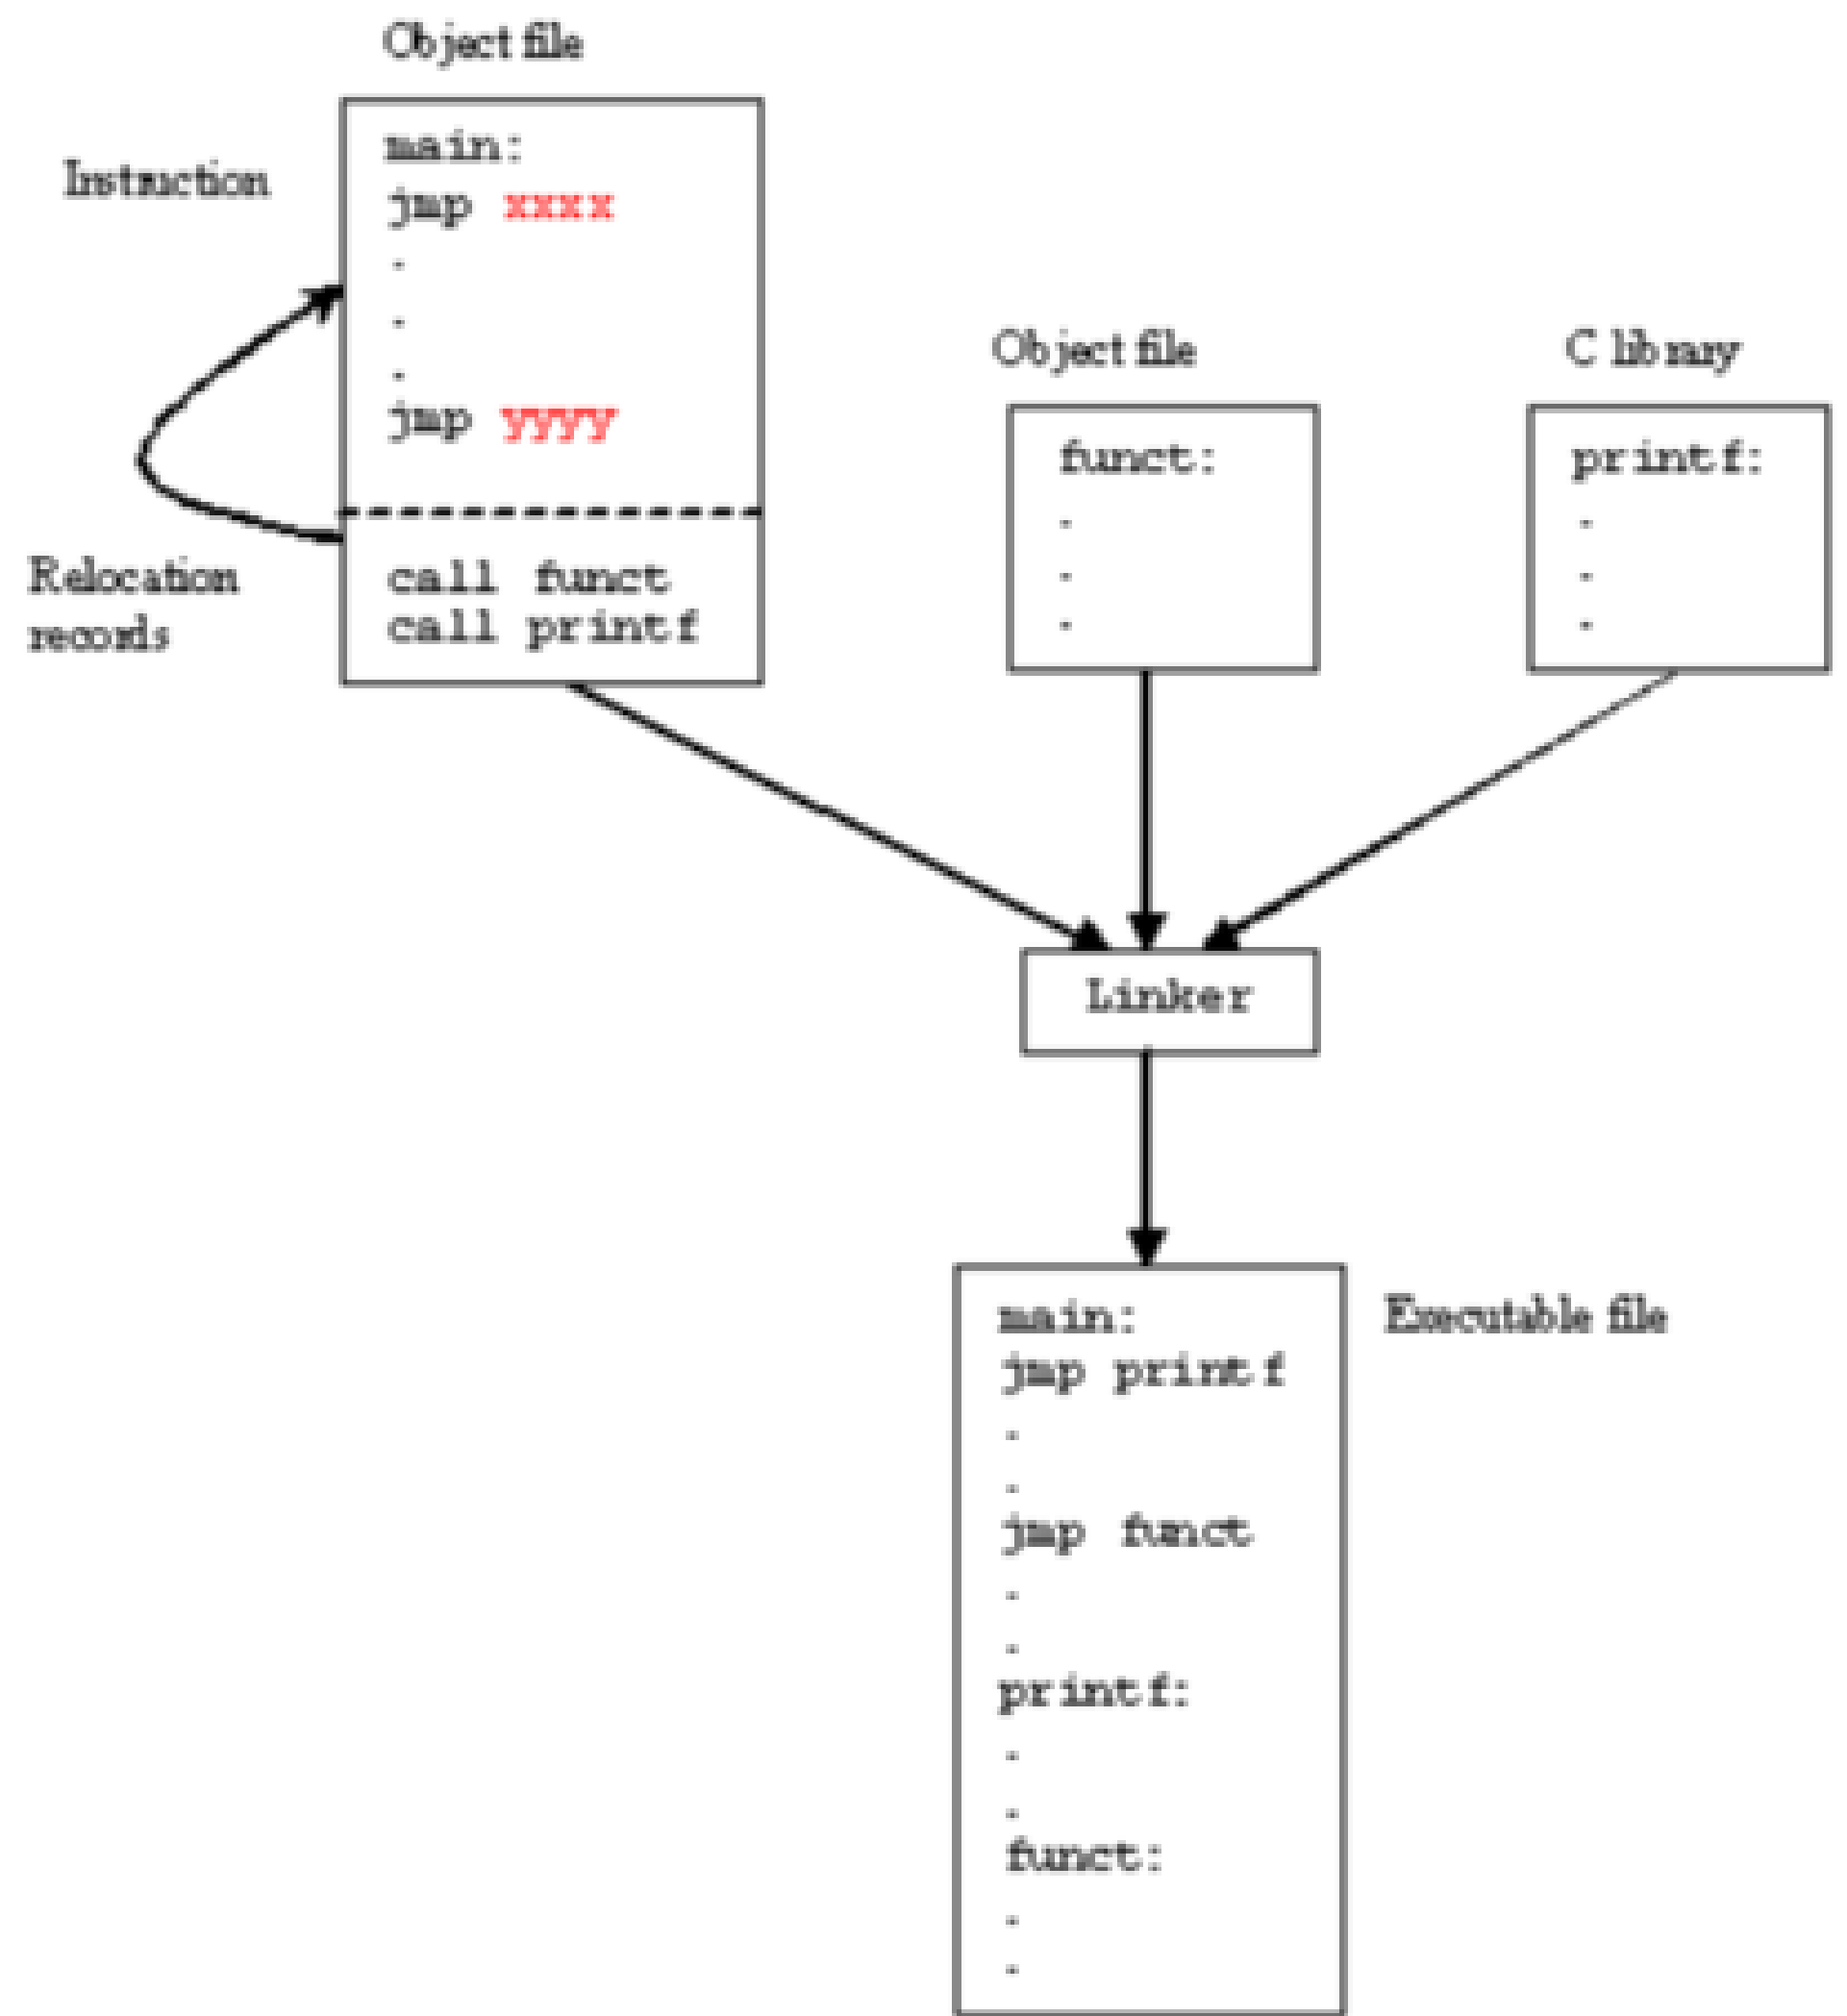 Object file
Instruction
main:
jmp xxxx
.
.
.
jmp yyyy
Relocation
records
call funct
call printf
Object file
funct:
.
.
.
C library
printf:
.
.
.
Linker
Executable file
main:
jmp printf
.
.
jmp funct
.
.
printf:
.
.
funct:
.
.